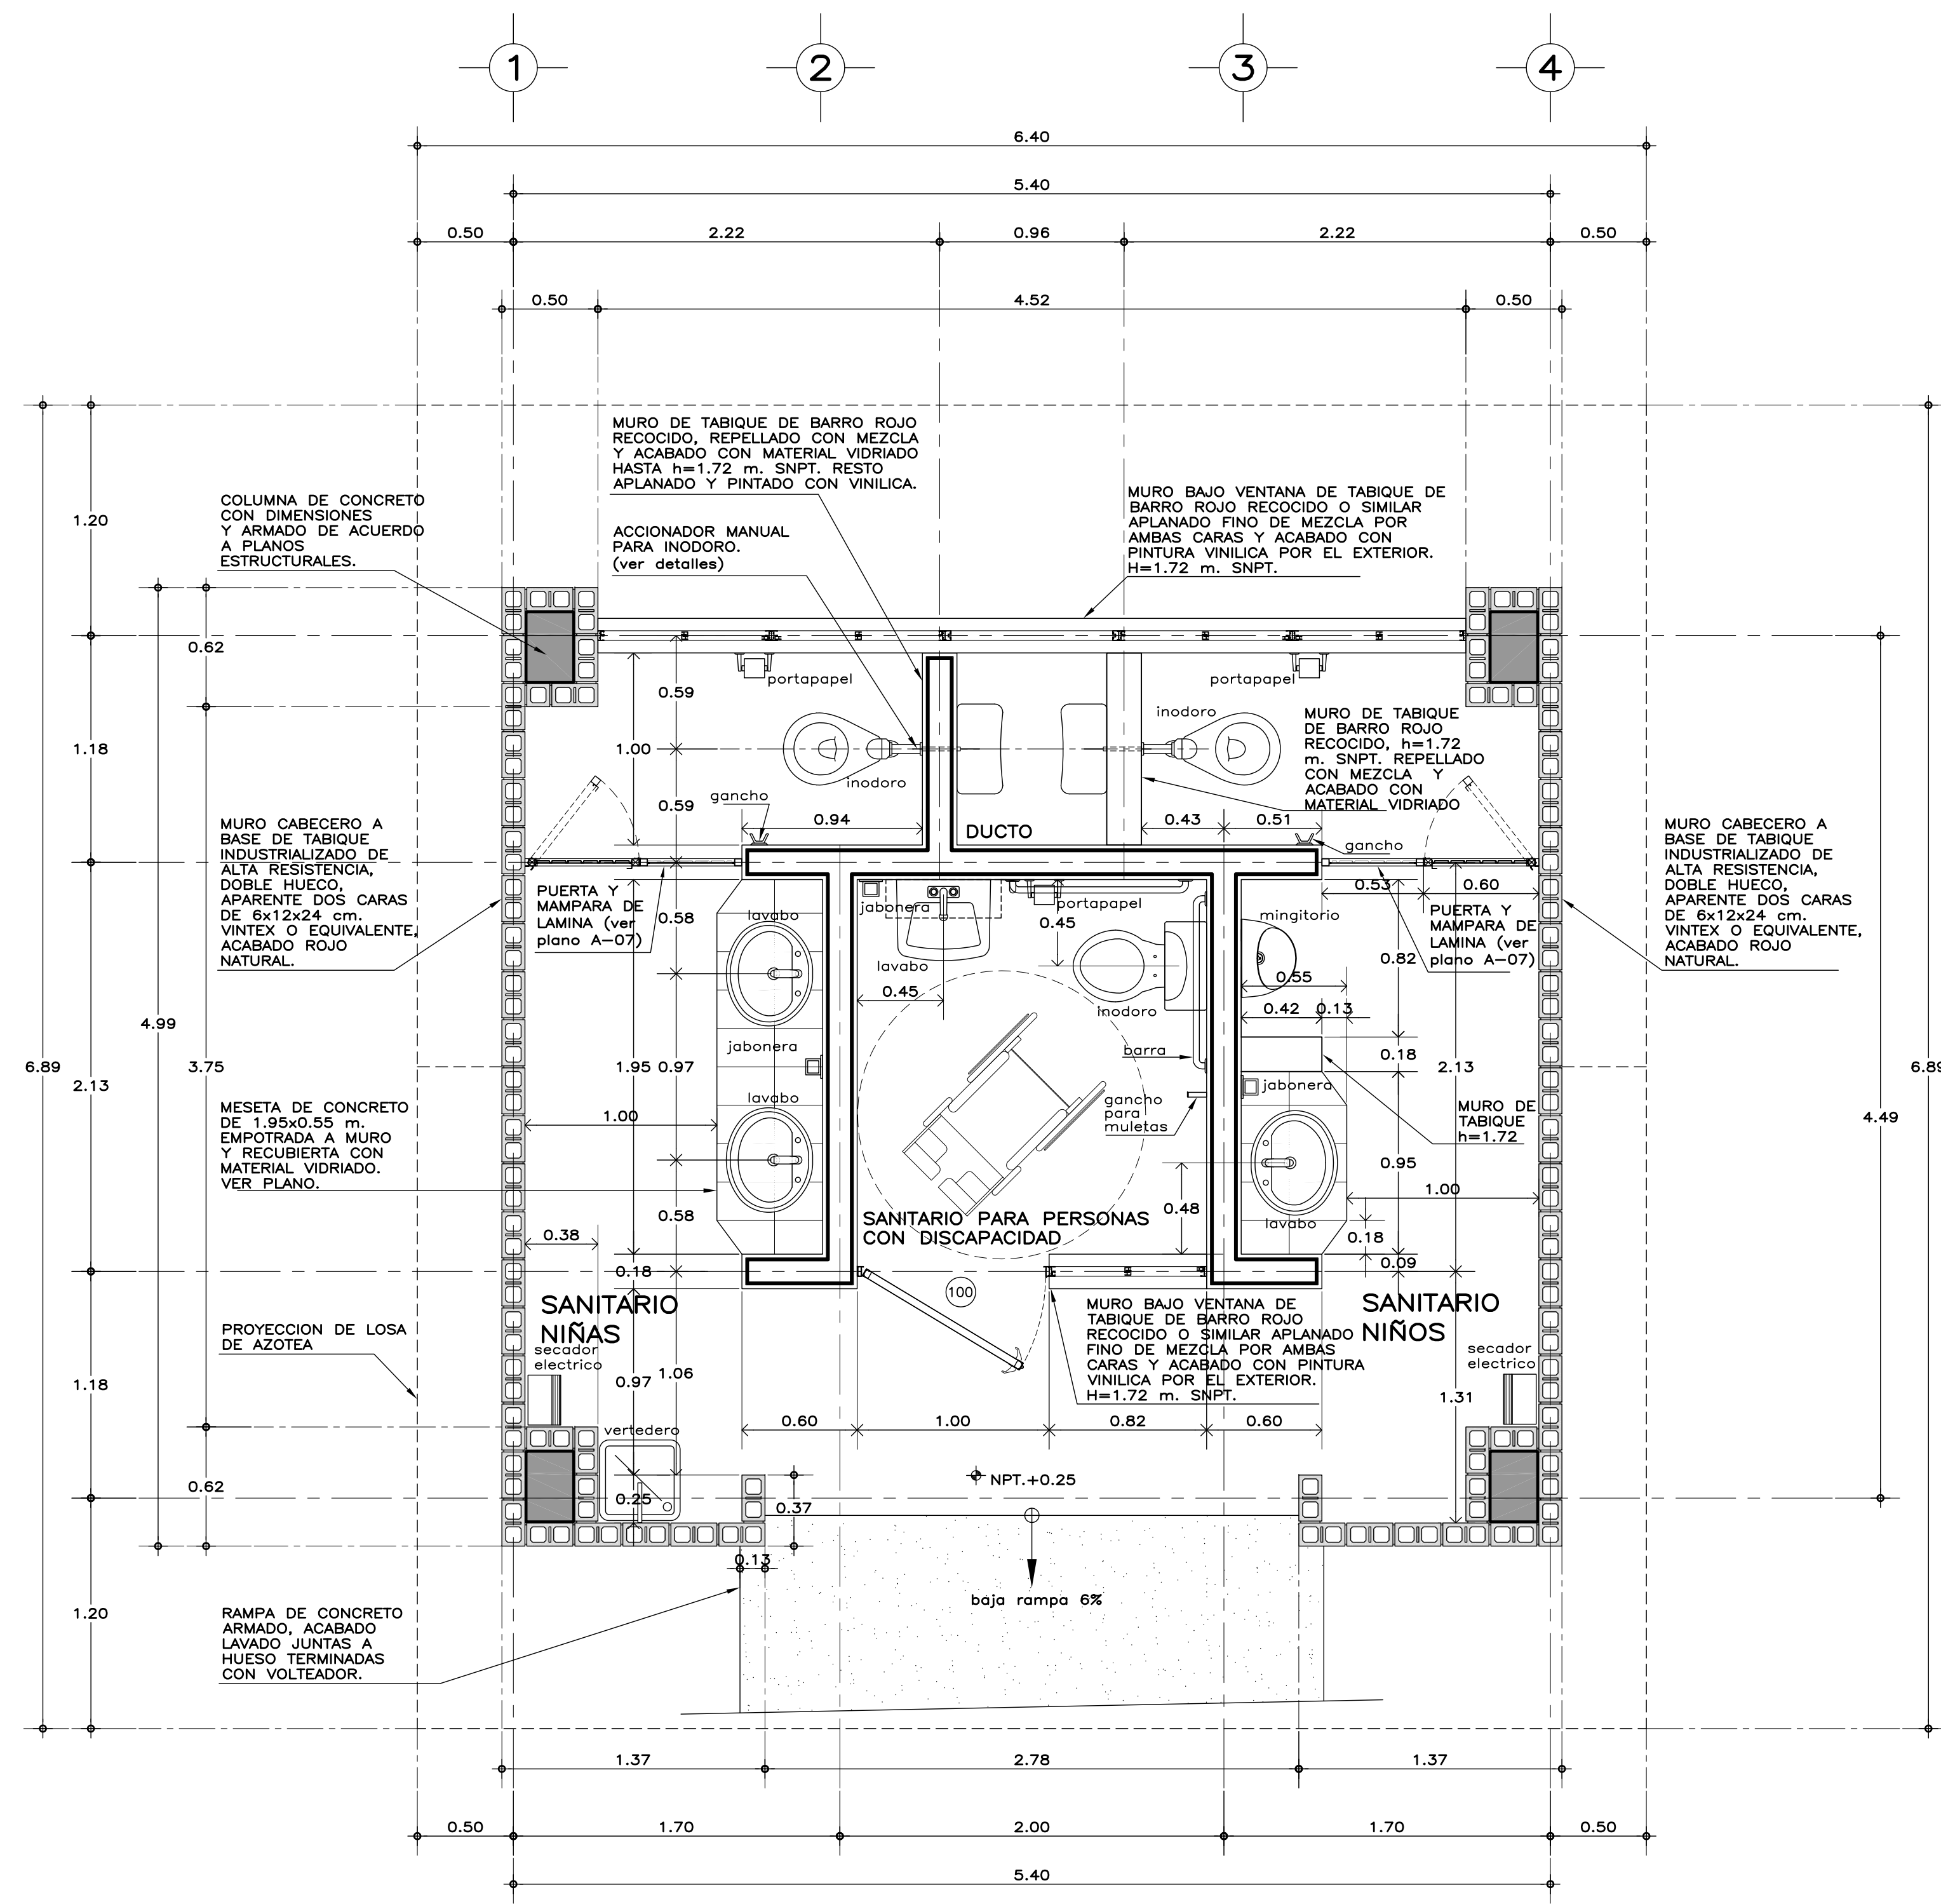 1
2
3
4
6.40
5.40
0.50
2.22
0.96
2.22
0.50
0.50
4.52
0.50
MURO DE TABIQUE DE BARRO ROJO
RECOCIDO, REPELLADO CON MEZCLA
Y ACABADO CON MATERIAL VIDRIADO
HASTA h=1.72 m. SNPT. RESTO
APLANADO Y PINTADO CON VINILICA.
COLUMNA DE CONCRETO
CON DIMENSIONES
Y ARMADO DE ACUERDO
A PLANOS
ESTRUCTURALES.
ACCIONADOR MANUAL
PARA INODORO.
(ver detalles)
MURO BAJO VENTANA DE TABIQUE DE
BARRO ROJO RECOCIDO O SIMILAR
APLANADO FINO DE MEZCLA POR
AMBAS CARAS Y ACABADO CON
PINTURA VINILICA POR EL EXTERIOR.
H=1.72 m. SNPT.
1.20
0.62
0.59
portapapel
portapapel
1.18
1.00
inodoro
inodoro
MURO DE TABIQUE
DE BARRO ROJO
RECOCIDO, h=1.72
m. SNPT. REPELLADO
CON MEZCLA Y
ACABADO CON
MATERIAL VIDRIADO
0.59
gancho
0.94
DUCTO
0.43
0.51
gancho
MURO CABECERO A
BASE DE TABIQUE
INDUSTRIALIZADO DE
ALTA RESISTENCIA,
DOBLE HUECO,
APARENTE DOS CARAS
DE 6x12x24 cm.
VINTEX O EQUIVALENTE,
ACABADO ROJO
NATURAL.
MURO CABECERO A
BASE DE TABIQUE
INDUSTRIALIZADO DE
ALTA RESISTENCIA,
DOBLE HUECO,
APARENTE DOS CARAS
DE 6x12x24 cm.
VINTEX O EQUIVALENTE,
ACABADO ROJO
NATURAL.
PUERTA Y
MAMPARA DE
LAMINA (ver
plano A-07)
0.58
lavabo
jabonera
portapapel
0.45
lavabo
0.45
inodoro
mingitorio
0.53
0.60
PUERTA Y
MAMPARA DE
LAMINA (ver
plano A-07)
0.82
0.55
0.42
0.13
4.99
6.89
2.13
3.75
1.95
0.97
jabonera
lavabo
1.00
barra
gancho
para
muletas
jabonera
0.18
2.13
MURO DE
TABIQUE
h=1.72
6.89
4.49
MESETA DE CONCRETO
DE 1.95x0.55 m.
EMPOTRADA A MURO
Y RECUBIERTA CON
MATERIAL VIDRIADO.
VER PLANO.
0.95
1.00
0.58
0.48
lavabo
SANITARIO PARA PERSONAS
CON DISCAPACIDAD
0.38
0.18
0.18
0.09
100
SANITARIO
NIÑAS
SANITARIO
NIÑOS
MURO BAJO VENTANA DE
TABIQUE DE BARRO ROJO
RECOCIDO O SIMILAR APLANADO
FINO DE MEZCLA POR AMBAS
CARAS Y ACABADO CON PINTURA
VINILICA POR EL EXTERIOR.
H=1.72 m. SNPT.
PROYECCION DE LOSA
DE AZOTEA
secador
electrico
secador
electrico
1.18
0.97
1.06
1.31
0.60
1.00
0.82
0.60
vertedero
0.62
0.25
0.37
NPT.+0.25
0.13
baja rampa 6%
1.20
RAMPA DE CONCRETO
ARMADO, ACABADO
LAVADO JUNTAS A
HUESO TERMINADAS
CON VOLTEADOR.
1.37
2.78
1.37
0.50
1.70
2.00
1.70
0.50
5.40